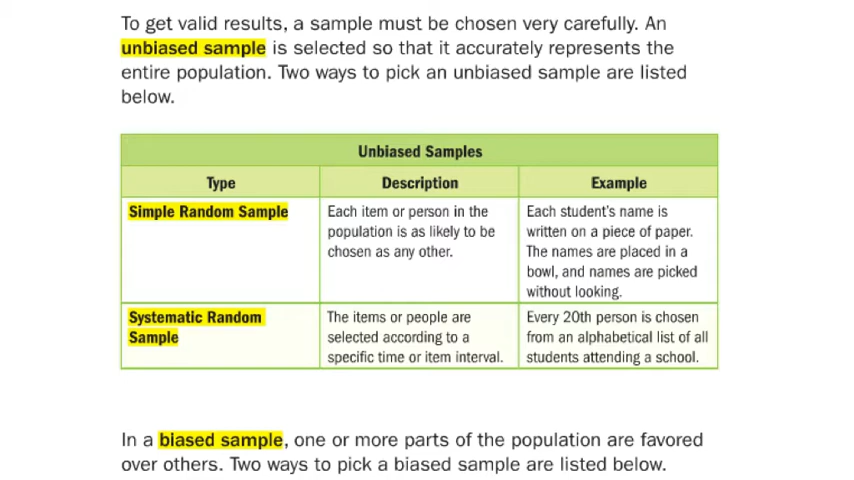 To get valid results, a sample must be chosen very carefully. An
unbiased sample is selected so that it accurately represents the
entire population. Two ways to pick an unbiased sample are listed
below.
Unbiased Samples
Type
Description
Example
Simple Random Sample
Each item or person in the
population is as likely to be
chosen as any other.
Each student's name is
written on a piece of paper.
The names are placed in a
bowl, and names are picked
without looking.
Systematic Random
Sample
The items or people are
selected according to a
specific time or item interval.
Every 20th person is chosen
from an alphabetical list of all
students attending a school.
In a biased sample, one or more parts of the population are favored
over others. Two ways to pick a biased sample are listed below.